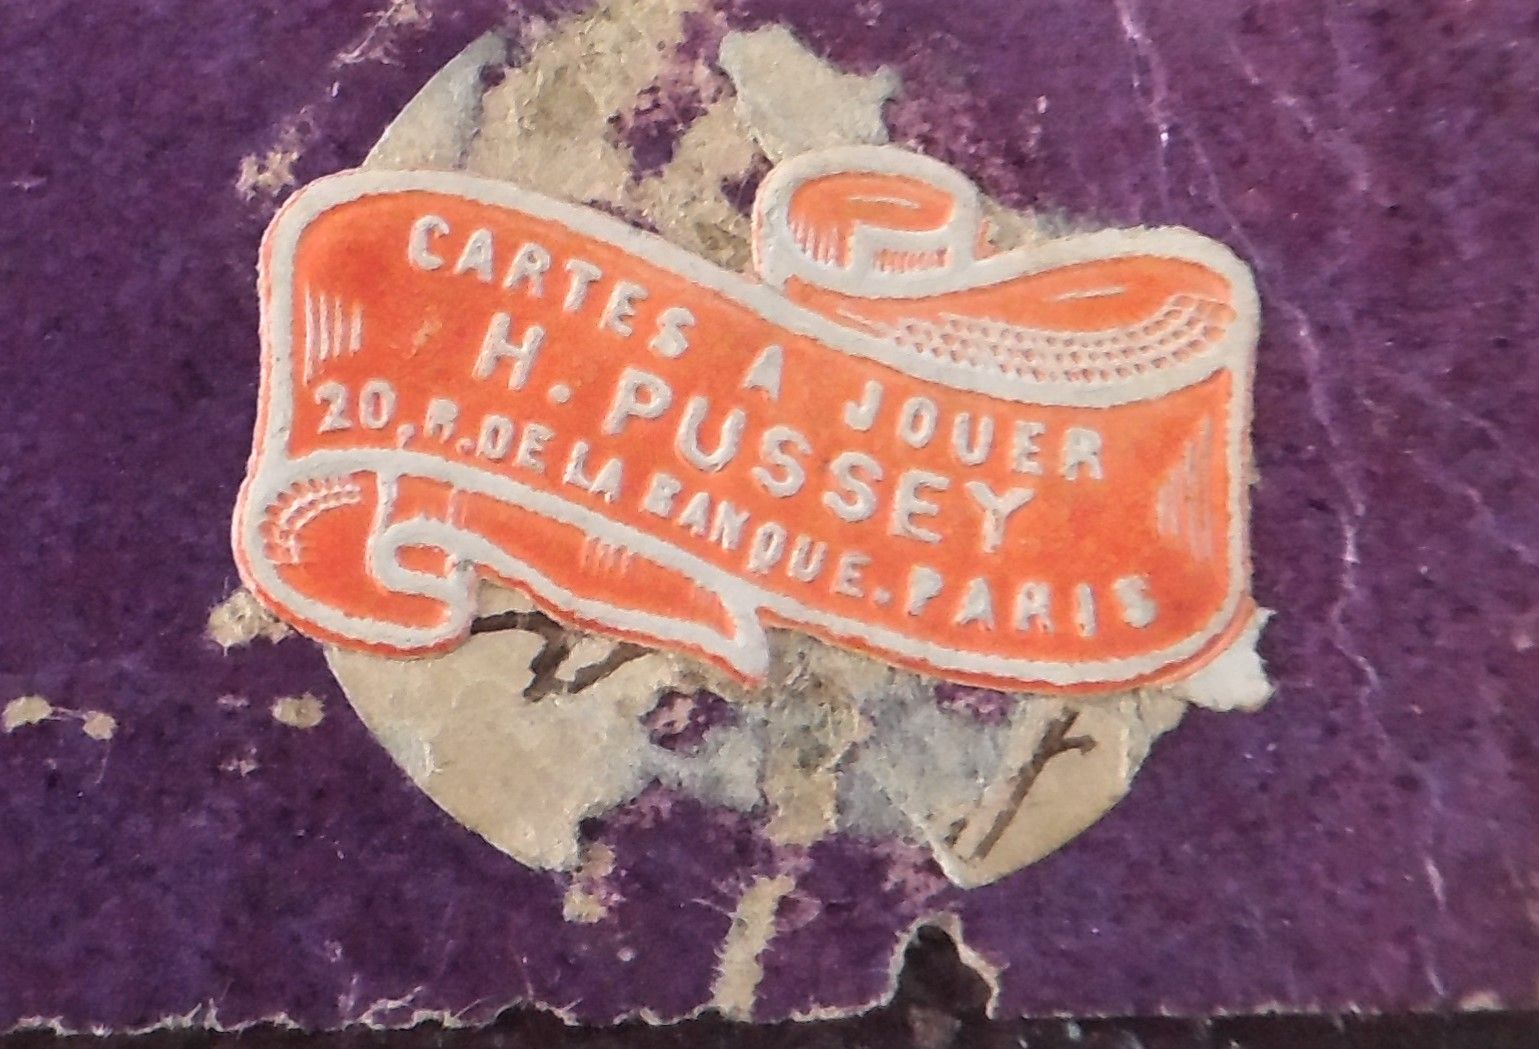 CARTES A JOUER
H. PUSSEY
20, R. DE LA BANQUE. PARIS